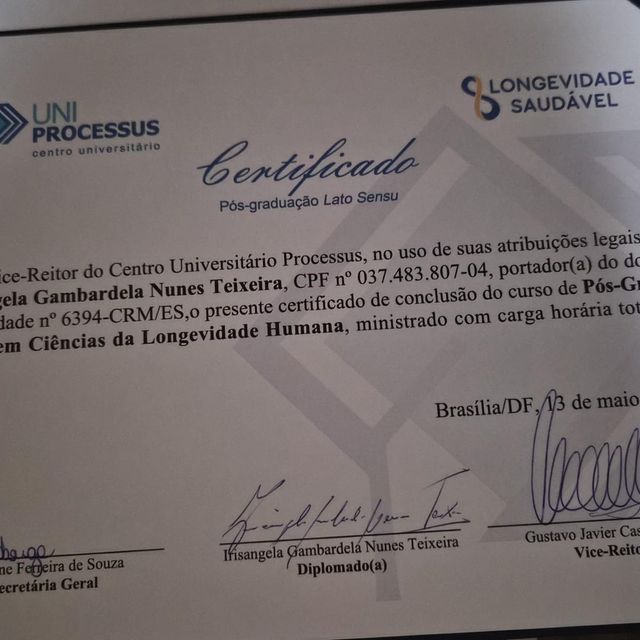 UNI
PROCESSUS
centro universitário
LONGEVIDADE
SAUDÁVEL
Certificado
Pós-graduação Lato Sensu
ice-Reitor do Centro Universitário Processus, no uso de suas atribuições legais
ngela Gambardela Nunes Teixeira, CPF nº 037.483.807-04, portador(a) do do
dade nº 6394-CRM/ES,o presente certificado de conclusão do curso de Pós-Gr
em Ciências da Longevidade Humana, ministrado com carga horária tot
Brasília/DF, 13 de maio
ne Ferreira de Souza
ecretária Geral
Irisangela Gambardela Nunes Teixeira
Diplomado(a)
Gustavo Javier Cas
Vice-Reito